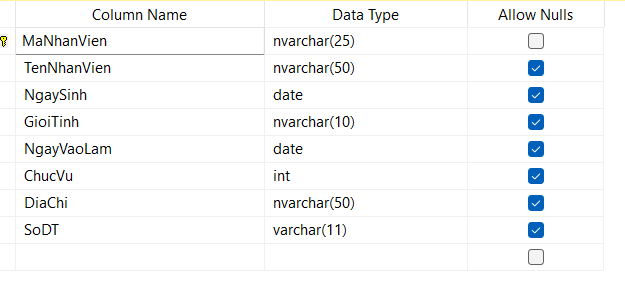 Column Name Data Type Allow Nulls
MaNhanVien nvarchar(25)
TenNhanVien nvarchar(50)
NgaySinh date
GioiTinh nvarchar(10)
NgayVaoLam date
ChucVu int
DiaChi nvarchar(50)
SoDT varchar(11)